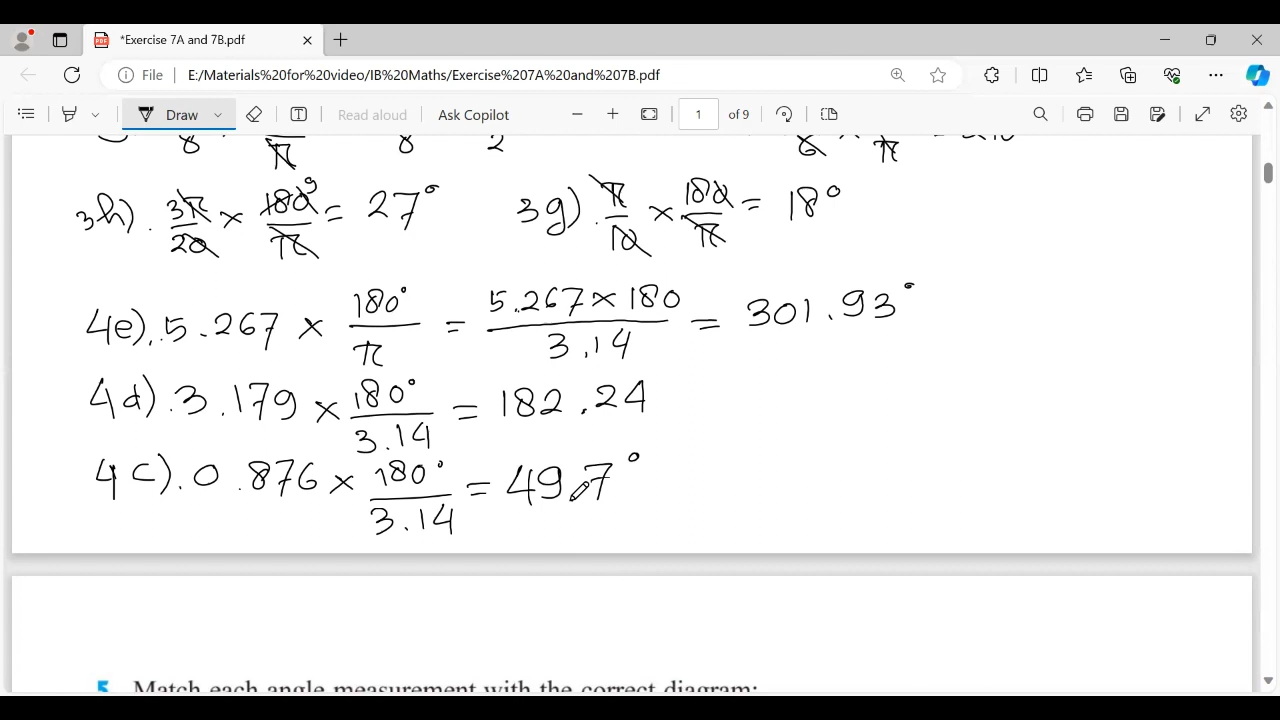 *Exercise 7A and 7B.pdf
File E:/Materials%20for%20video/IB%20Maths/Exercise%207A%20and%207B.pdf
Draw Read aloud Ask Copilot 1 of 9
3h). 3π/20 × 180°/π = 27° 3g). π/10 × 180/π = 18°
4e). 5.267 × 180°/π = 5.267 × 180/3.14 = 301.93°
4d). 3.179 × 180°/3.14 = 182.24
4c). 0.876 × 180°/3.14 = 49.7°
5 Match each angle measurement with the correct diagram: